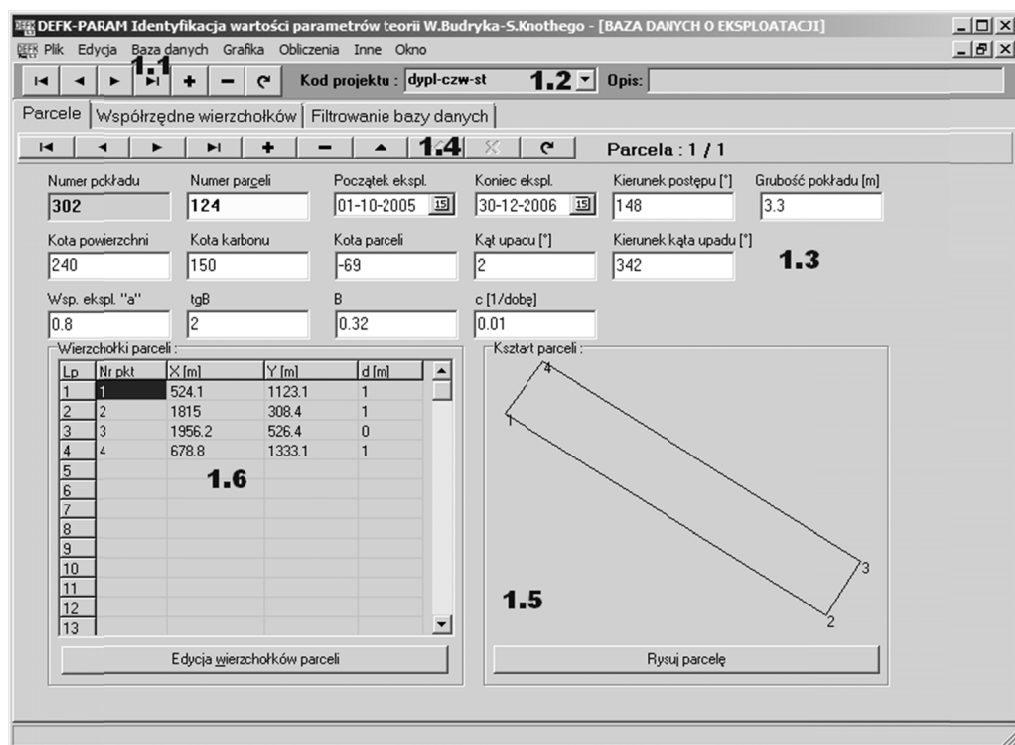 DEFK-PARAM Identyfikacja wartości parametrów teorii W.Budryka-S.Knothego - [BAZA DANYCH O EKSPLOATACJI]
Plik Edycja Baza danych Grafika Obliczenia Inne Okno
1.1
Kod projektu : dypl-czw-st 1.2 Opis:
Parcele Współrzędne wierzchołków Filtrowanie bazy danych
1.4 Parcela : 1 / 1
Numer pokładu Numer parceli Początek ekspl. Koniec ekspl. Kierunek postępu [°] Grubość pokładu [m]
302 124 01-10-2005 15 30-12-2006 15 148 3.3
Kota powierzchni Kota karbonu Kota parceli Kąt upacu [°] Kierunek kąta upadu [°]
240 150 -69 2 342 1.3
Wsp. ekspl. "a" tgB B c [1/dobę]
0.8 2 0.32 0.01
Wierzchołki parceli : Kształt parceli :
Lp Nr pkt X [m] Y [m] d [m]
1 1 524.1 1123.1 1
2 2 1815 308.4 1
3 3 1956.2 526.4 0
4 4 678.8 1333.1 1
5
6
7
8
9
10
11
12
13
1.6
4
1
3
2
1.5
Edycja wierzchołków parceli Rysuj parcelę